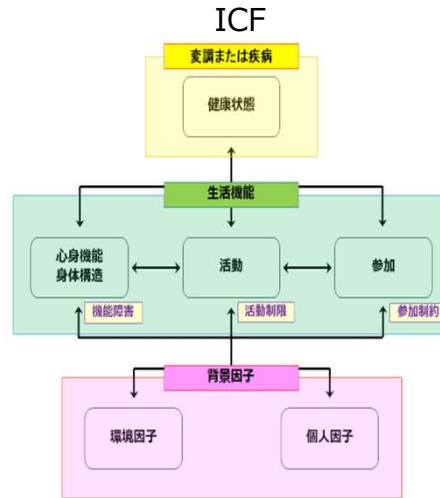 ICF
変調または疾病
健康状態
生活機能
心身機能
身体構造
活動
参加
機能障害
活動制限
参加制約
背景因子
環境因子
個人因子